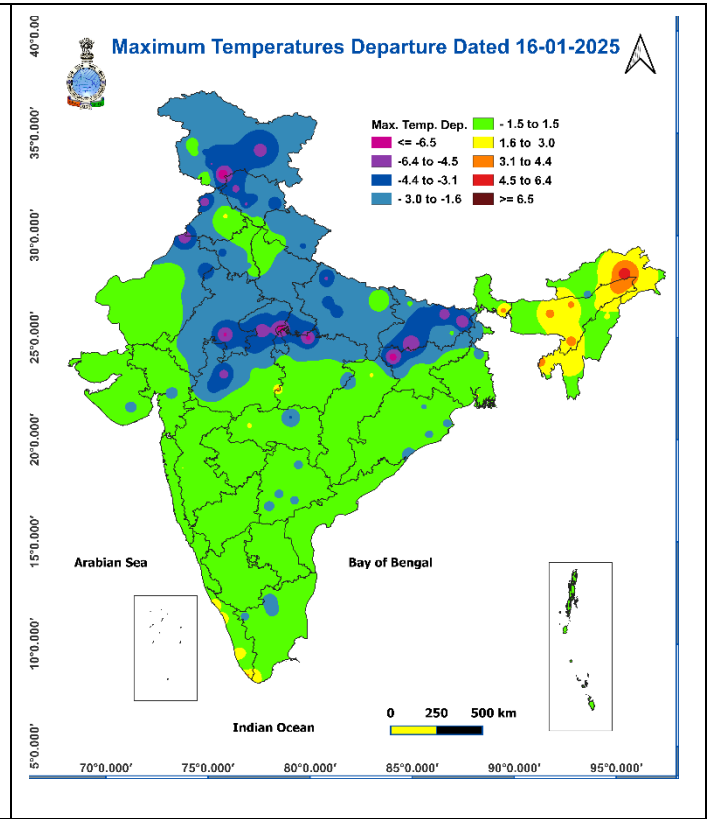 Maximum Temperatures Departure Dated 16-01-2025
Max. Temp. Dep.
<= -6.5
-6.4 to -4.5
-4.4 to -3.1
- 3.0 to -1.6
- 1.5 to 1.5
1.6 to 3.0
3.1 to 4.4
4.5 to 6.4
>= 6.5
40°0.00
35°0.000′
30°0.000′
25°0.000′
20°0.000′
15°0.000′
10°0.000′
5°0.000′
Arabian Sea
Bay of Bengal
Indian Ocean
0 250 500 km
70°0.000′ 75°0.000′ 80°0.000′ 85°0.000′ 90°0.000′ 95°0.000′